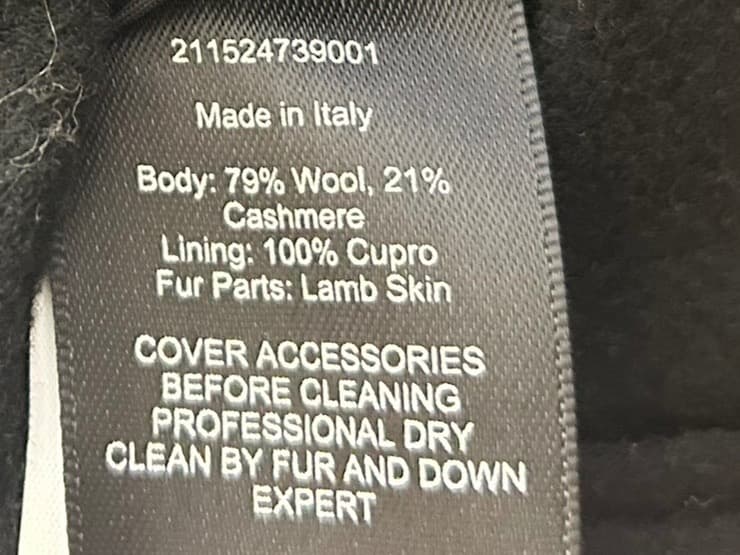 211524739001
Made in Italy
Body: 79% Wool, 21%
Cashmere
Lining: 100% Cupro
Fur Parts: Lamb Skin
COVER ACCESSORIES
BEFORE CLEANING
PROFESSIONAL DRY
CLEAN BY FUR AND DOWN
EXPERT